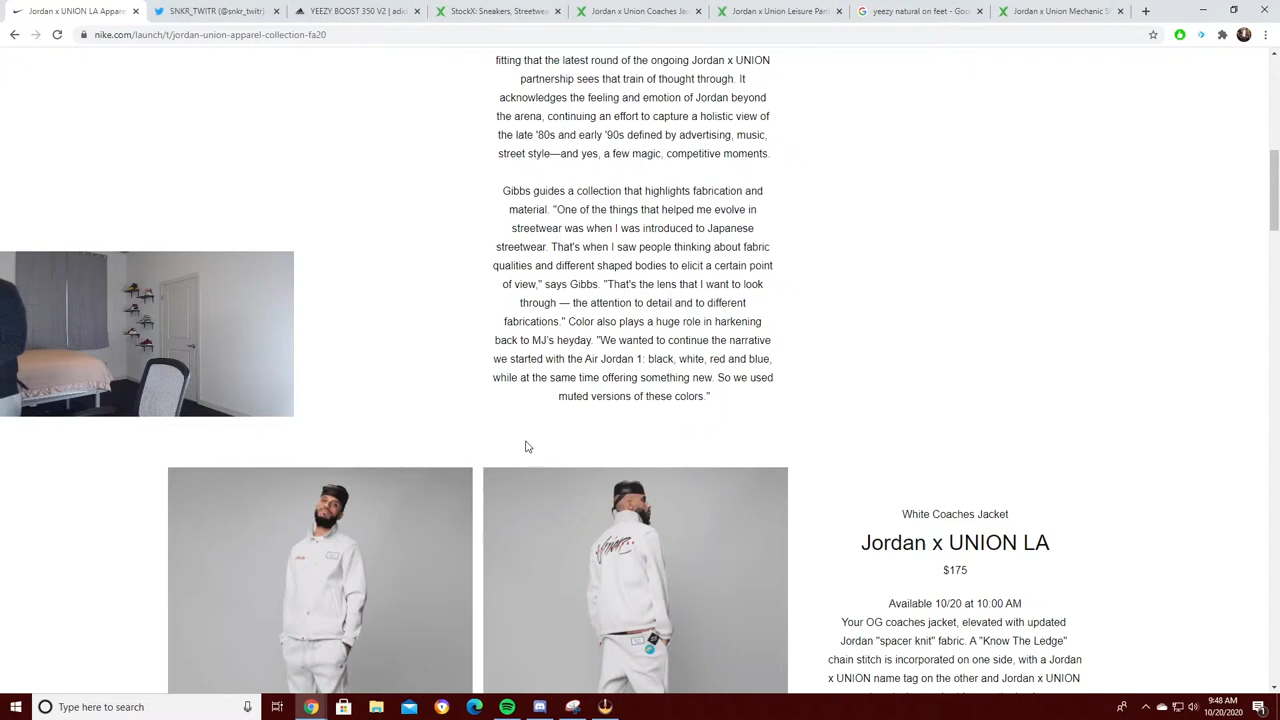 Jordan x UNION LA Appare
SNKR_TWITR (@snkr_twitr)
YEEZY BOOST 350 V2 [ adid
StockX: Sneakers, Streetwea
Jordan x Union Coaches Jac
Jordan x Union Leisure Pant
yeezy natural on feet - Goo
Jordan x Union Mechanic S
nike.com/launch/t/jordan-union-apparel-collection-fa20
fitting that the latest round of the ongoing Jordan x UNION
partnership sees that train of thought through. It
acknowledges the feeling and emotion of Jordan beyond
the arena, continuing an effort to capture a holistic view of
the late '80s and early '90s defined by advertising, music,
street style—and yes, a few magic, competitive moments.
Gibbs guides a collection that highlights fabrication and
material. "One of the things that helped me evolve in
streetwear was when I was introduced to Japanese
streetwear. That's when I saw people thinking about fabric
qualities and different shaped bodies to elicit a certain point
of view," says Gibbs. "That's the lens that I want to look
through — the attention to detail and to different
fabrications." Color also plays a huge role in harkening
back to MJ's heyday. "We wanted to continue the narrative
we started with the Air Jordan 1: black, white, red and blue,
while at the same time offering something new. So we used
muted versions of these colors."
White Coaches Jacket
Jordan x UNION LA
$175
Available 10/20 at 10:00 AM
Your OG coaches jacket, elevated with updated
Jordan "spacer knit" fabric. A "Know The Ledge"
chain stitch is incorporated on one side, with a Jordan
x UNION name tag on the other and Jordan x UNION
Type here to search
9:48 AM
10/20/2020